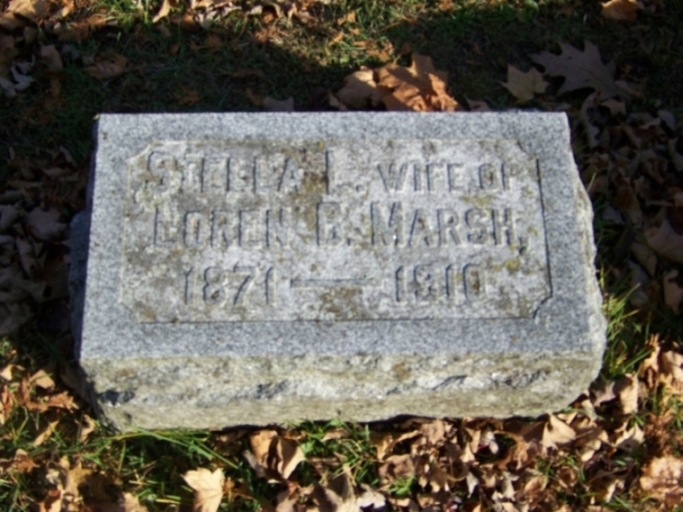 STELLA L. WIFE OF
LOREN B. MARSH,
1871 — 1910